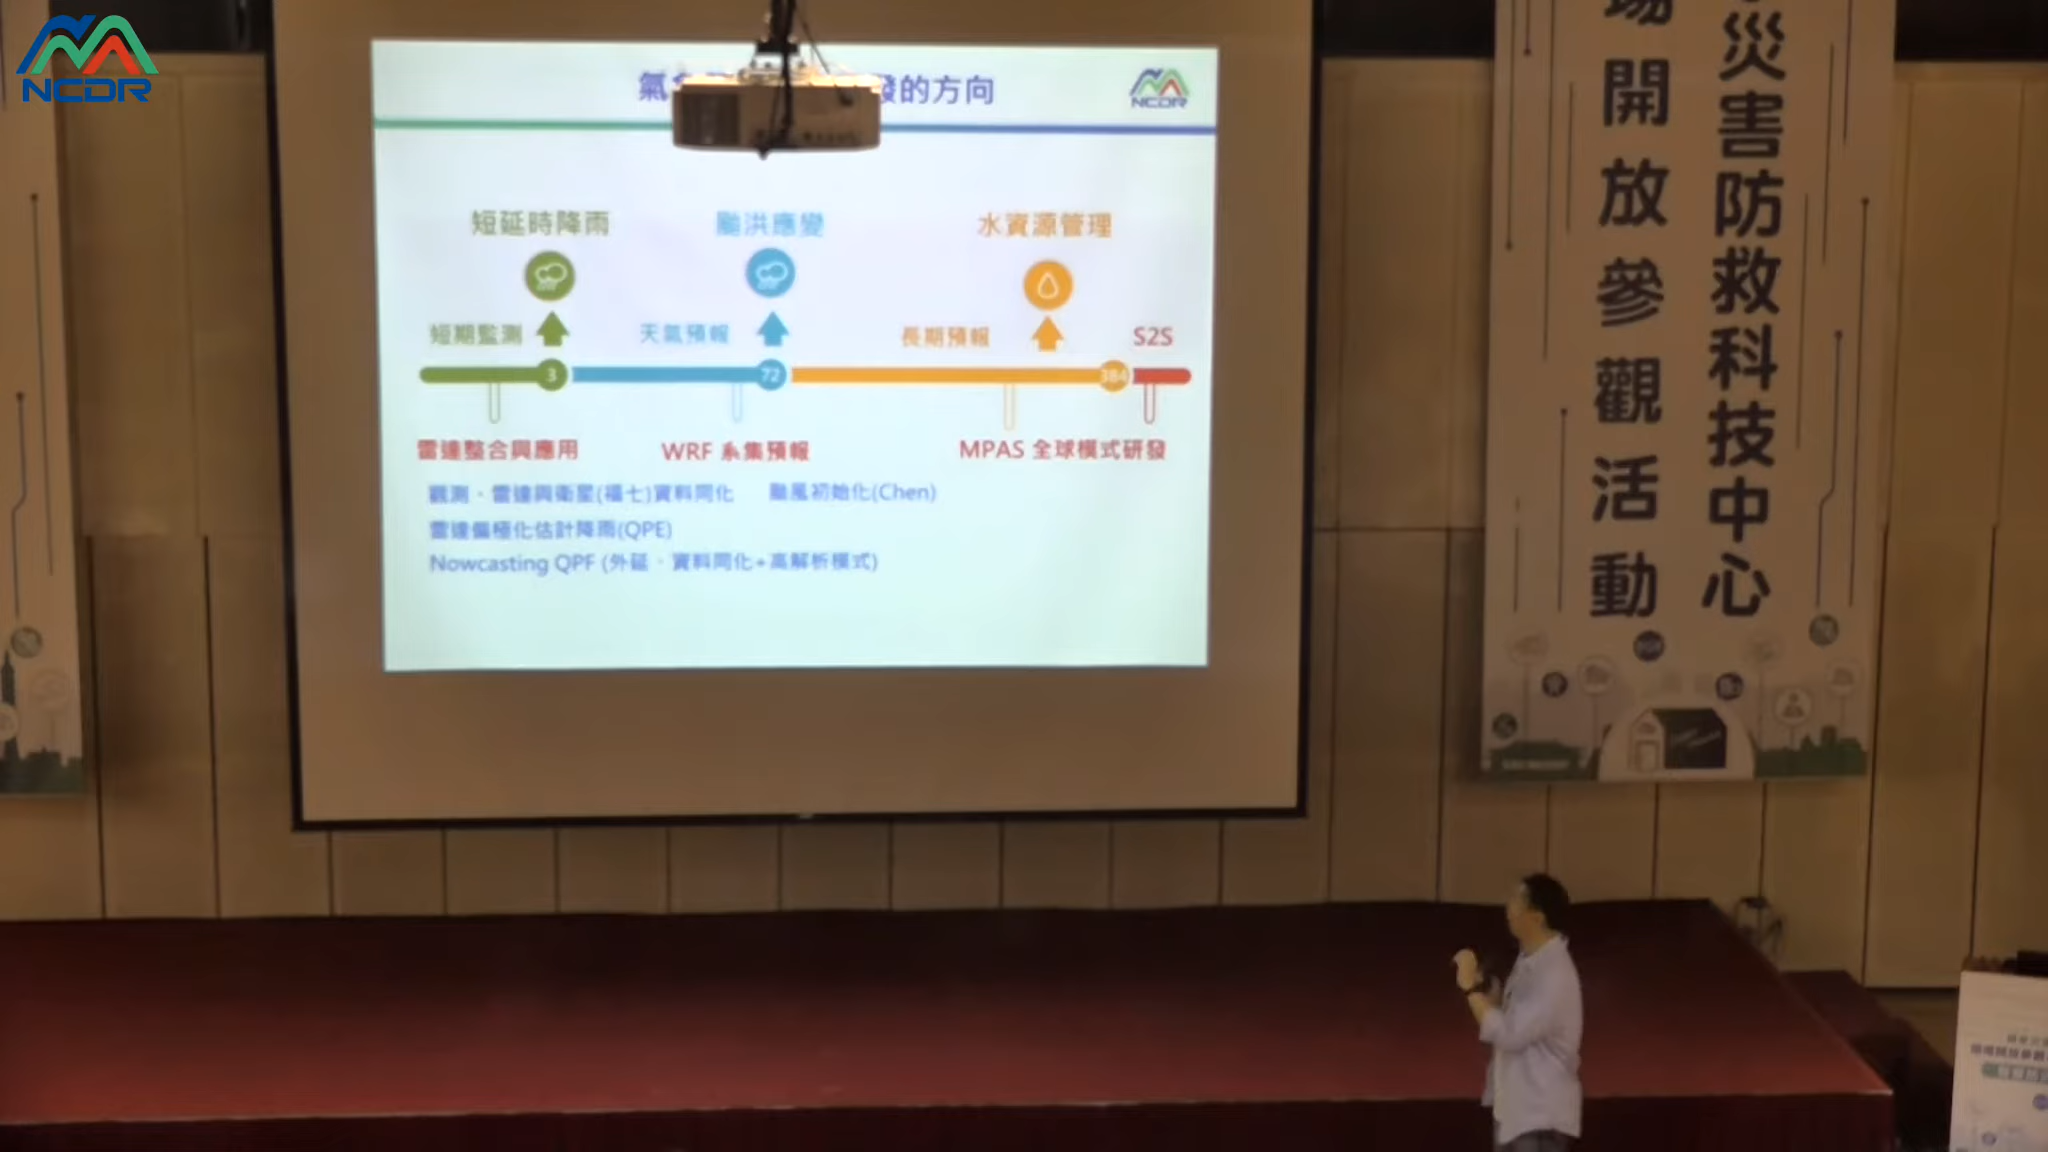 NCDR
發的方向
NCDR
短延時降雨
颱洪應變
水資源管理
短期監測
天氣預報
長期預報
S2S
3
72
384
雷達整合與應用
WRF 系集預報
MPAS 全球模式研發
觀測、雷達與衛星(福七)資料同化
颱風初始化(Chen)
雷達偏極化估計降雨(QPE)
Nowcasting QPF (外延、資料同化+高解析模式)
災害防救科技中心
場開放參觀活動